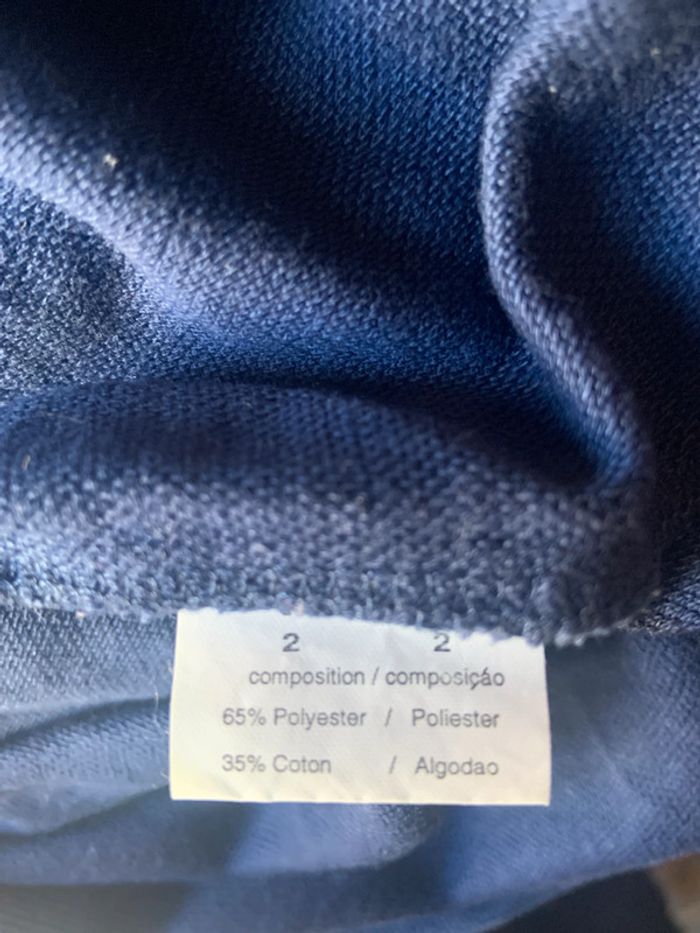 2 2
composition / composição
65% Polyester / Poliester
35% Coton / Algodao